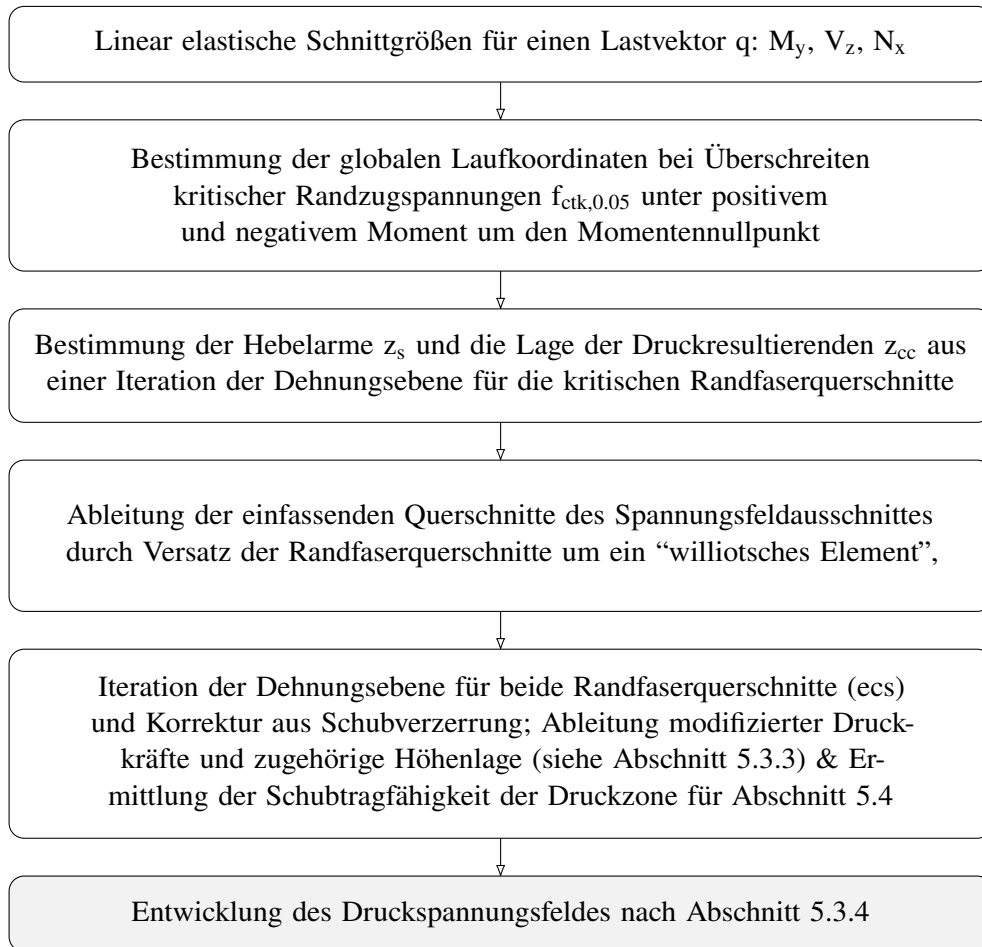 Linear elastische Schnittgrößen für einen Lastvektor q: My, Vz, Nx
Bestimmung der globalen Laufkoordinaten bei Überschreiten
kritischer Randzugspannungen fctk,0.05 unter positivem
und negativem Moment um den Momentennullpunkt
Bestimmung der Hebelarme zs und die Lage der Druckresultierenden zcc aus
einer Iteration der Dehnungsebene für die kritischen Randfaserquerschnitte
Ableitung der einfassenden Querschnitte des Spannungsfeldausschnittes
durch Versatz der Randfaserquerschnitte um ein “williotsches Element”,
Iteration der Dehnungsebene für beide Randfaserquerschnitte (ecs)
und Korrektur aus Schubverzerrung; Ableitung modifizierter Druck-
kräfte und zugehörige Höhenlage (siehe Abschnitt 5.3.3) & Er-
mittlung der Schubtragfähigkeit der Druckzone für Abschnitt 5.4
Entwicklung des Druckspannungsfeldes nach Abschnitt 5.3.4